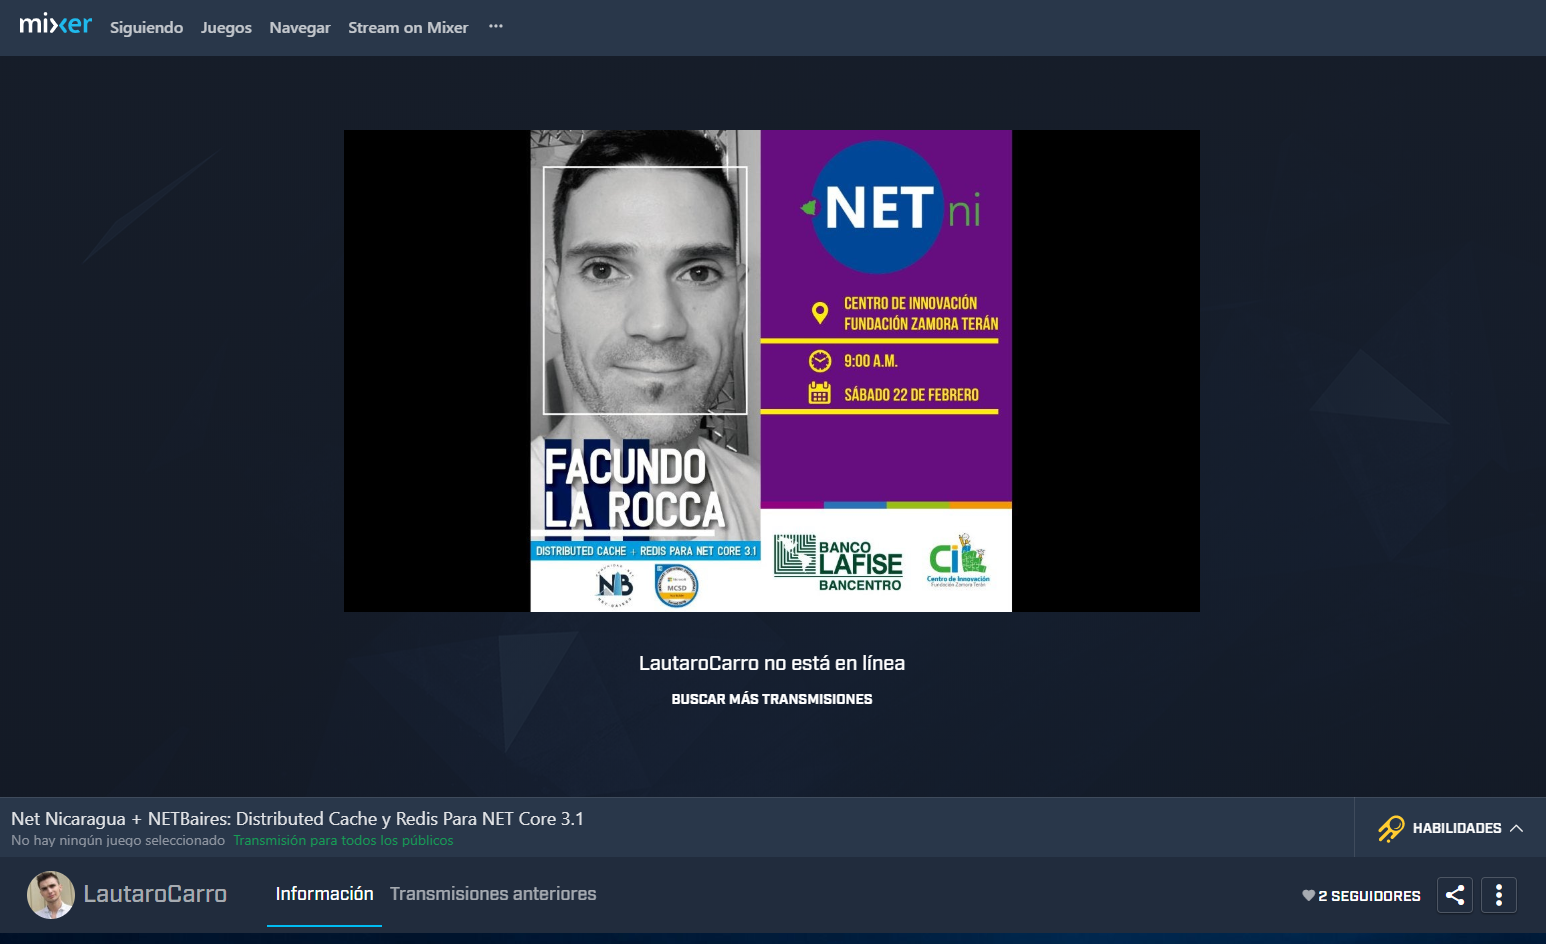 mixer
Siguiendo
Juegos
Navegar
Stream on Mixer
NET ni
CENTRO DE INNOVACIÓN
FUNDACIÓN ZAMORA TERÁN
9:00 A.M.
SÁBADO 22 DE FEBRERO
FACUNDO
LA ROCCA
DISTRIBUTED CACHE + REDIS PARA NET CORE 3.1
NB
Microsoft
MCSD
BANCO
LAFISE
BANCENTRO
Ci
Centro de Innovación
Fundación Zamora Terán
LautaroCarro no está en línea
BUSCAR MÁS TRANSMISIONES
Net Nicaragua + NETBaires: Distributed Cache y Redis Para NET Core 3.1
No hay ningún juego seleccionado Transmisión para todos los públicos
HABILIDADES
LautaroCarro
Información
Transmisiones anteriores
2 SEGUIDORES